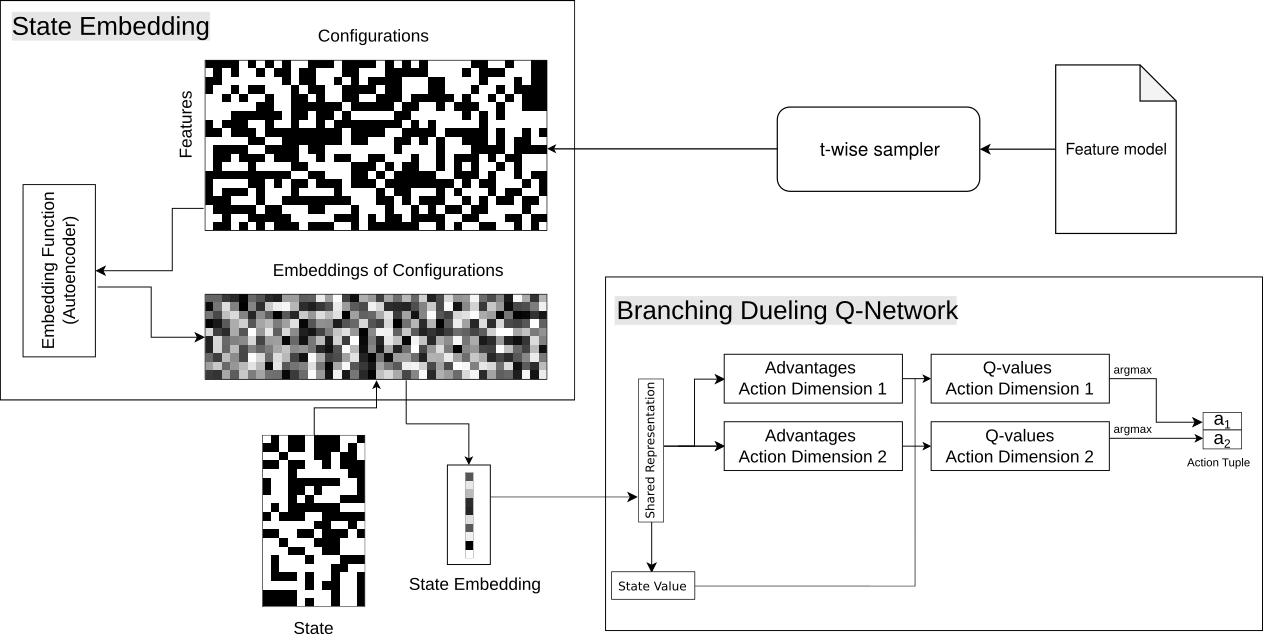 State Embedding
Configurations
Features
Embedding Function
(Autoencoder)
Embeddings of Configurations
t-wise sampler
Feature model
State
State Embedding
Branching Dueling Q-Network
Shared Representation
Advantages
Action Dimension 1
Q-values
Action Dimension 1
argmax
Advantages
Action Dimension 2
Q-values
Action Dimension 2
argmax
a1
a2
Action Tuple
State Value